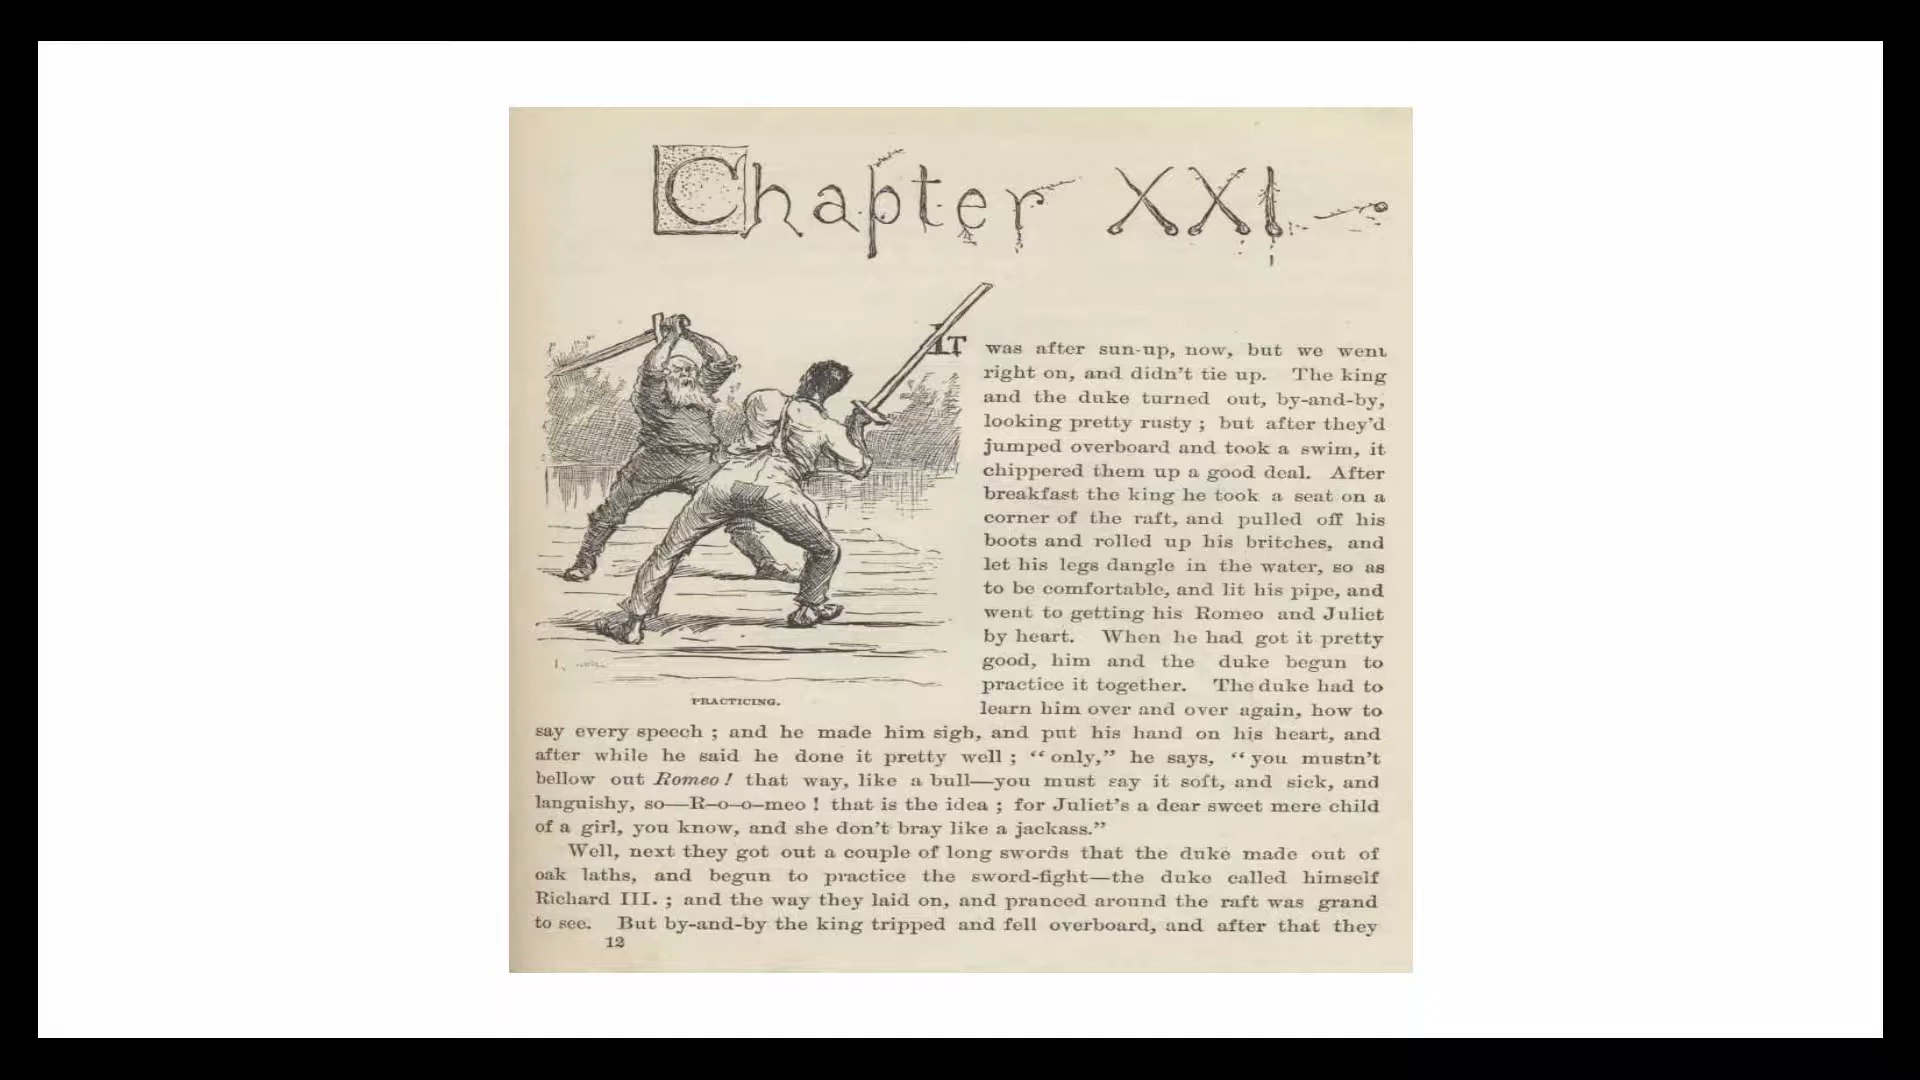 Chapter XXI.
IT was after sun-up, now, but we went
right on, and didn't tie up. The king
and the duke turned out, by-and-by,
looking pretty rusty ; but after they'd
jumped overboard and took a swim, it
chippered them up a good deal. After
breakfast the king he took a seat on a
corner of the raft, and pulled off his
boots and rolled up his britches, and
let his legs dangle in the water, so as
to be comfortable, and lit his pipe, and
went to getting his Romeo and Juliet
by heart. When he had got it pretty
good, him and the duke begun to
practice it together. The duke had to
learn him over and over again, how to
PRACTICING.
say every speech ; and he made him sigh, and put his hand on his heart, and
after while he said he done it pretty well ; “only,” he says, “you mustn't
bellow out Romeo ! that way, like a bull—you must say it soft, and sick, and
languishy, so—R–o–o–meo ! that is the idea ; for Juliet's a dear sweet mere child
of a girl, you know, and she don't bray like a jackass.”
Well, next they got out a couple of long swords that the duke made out of
oak laths, and begun to practice the sword-fight—the duke called himself
Richard III. ; and the way they laid on, and pranced around the raft was grand
to see. But by-and-by the king tripped and fell overboard, and after that they
12